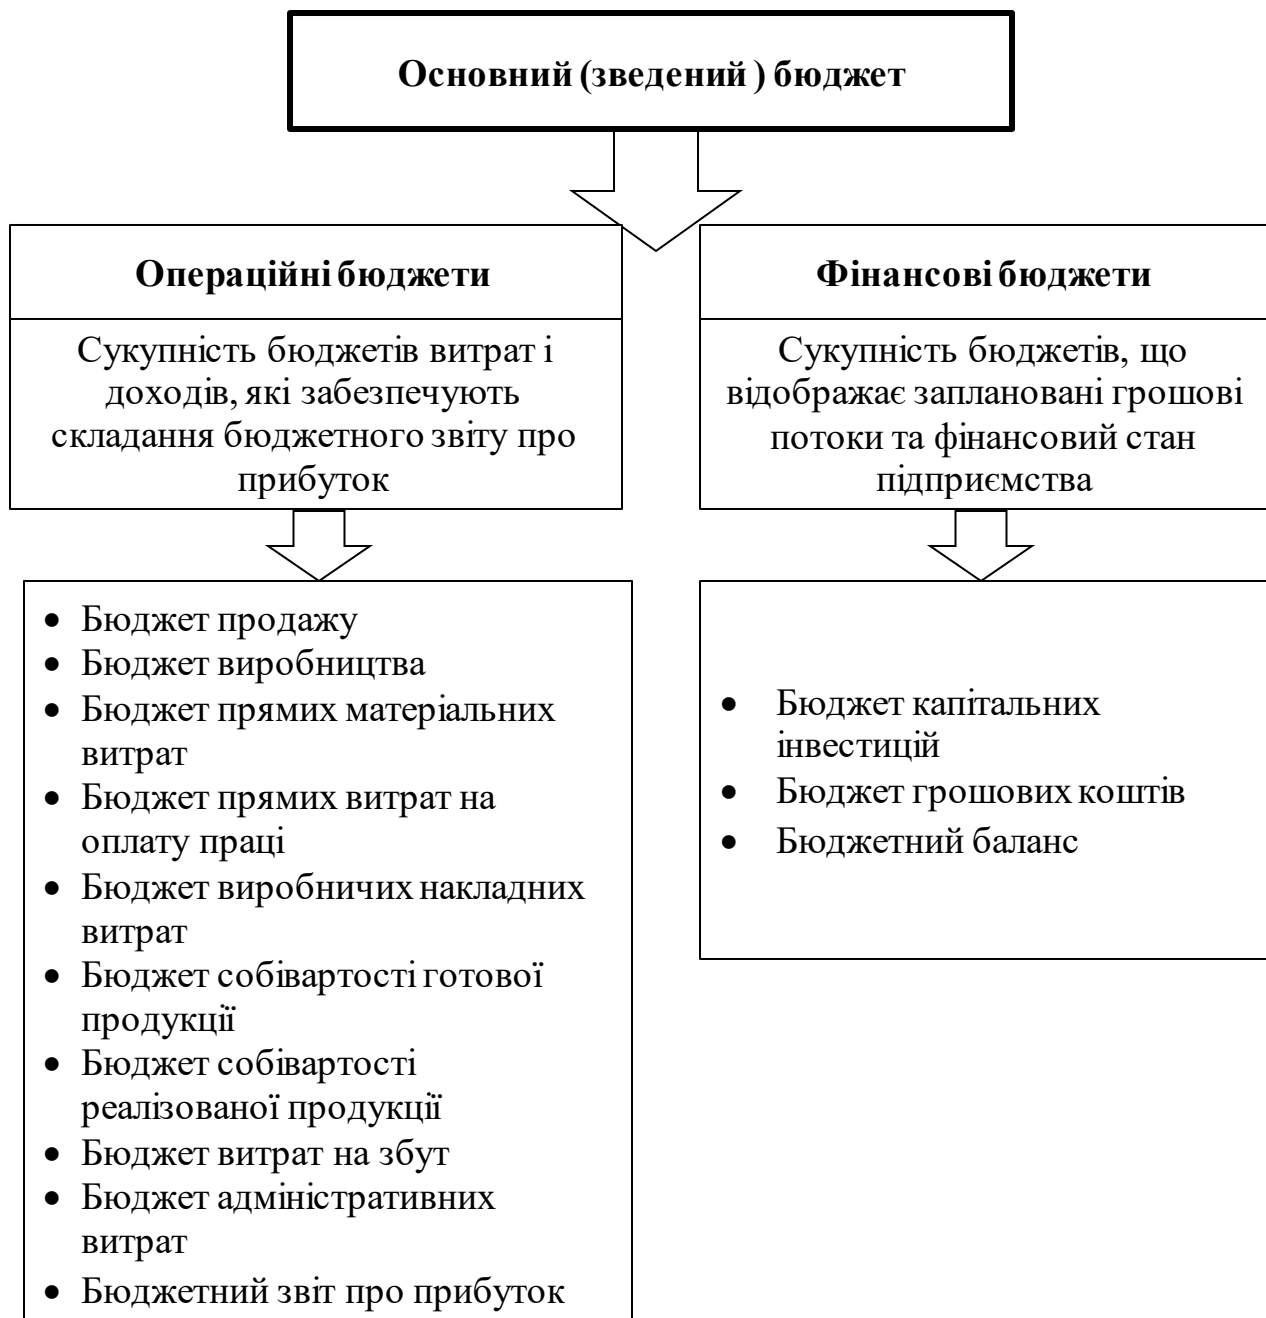 Основний (зведений ) бюджет
Операційні бюджети
Сукупність бюджетів витрат і
доходів, які забезпечують
складання бюджетного звіту про
прибуток
Фінансові бюджети
Сукупність бюджетів, що
відображає заплановані грошові
потоки та фінансовий стан
підприємства
• Бюджет продажу
• Бюджет виробництва
• Бюджет прямих матеріальних
витрат
• Бюджет прямих витрат на
оплату праці
• Бюджет виробничих накладних
витрат
• Бюджет собівартості готової
продукції
• Бюджет собівартості
реалізованої продукції
• Бюджет витрат на збут
• Бюджет адміністративних
витрат
• Бюджетний звіт про прибуток
• Бюджет капітальних
інвестицій
• Бюджет грошових коштів
• Бюджетний баланс